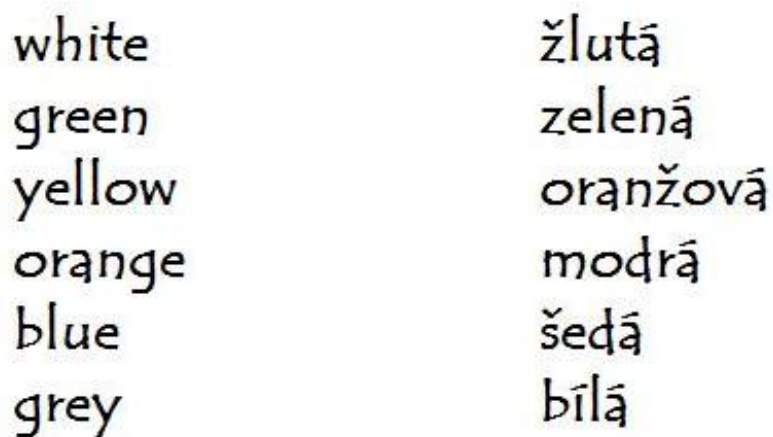 white žlutá
green zelená
yellow oranžová
orange modrá
blue šedá
grey bílá